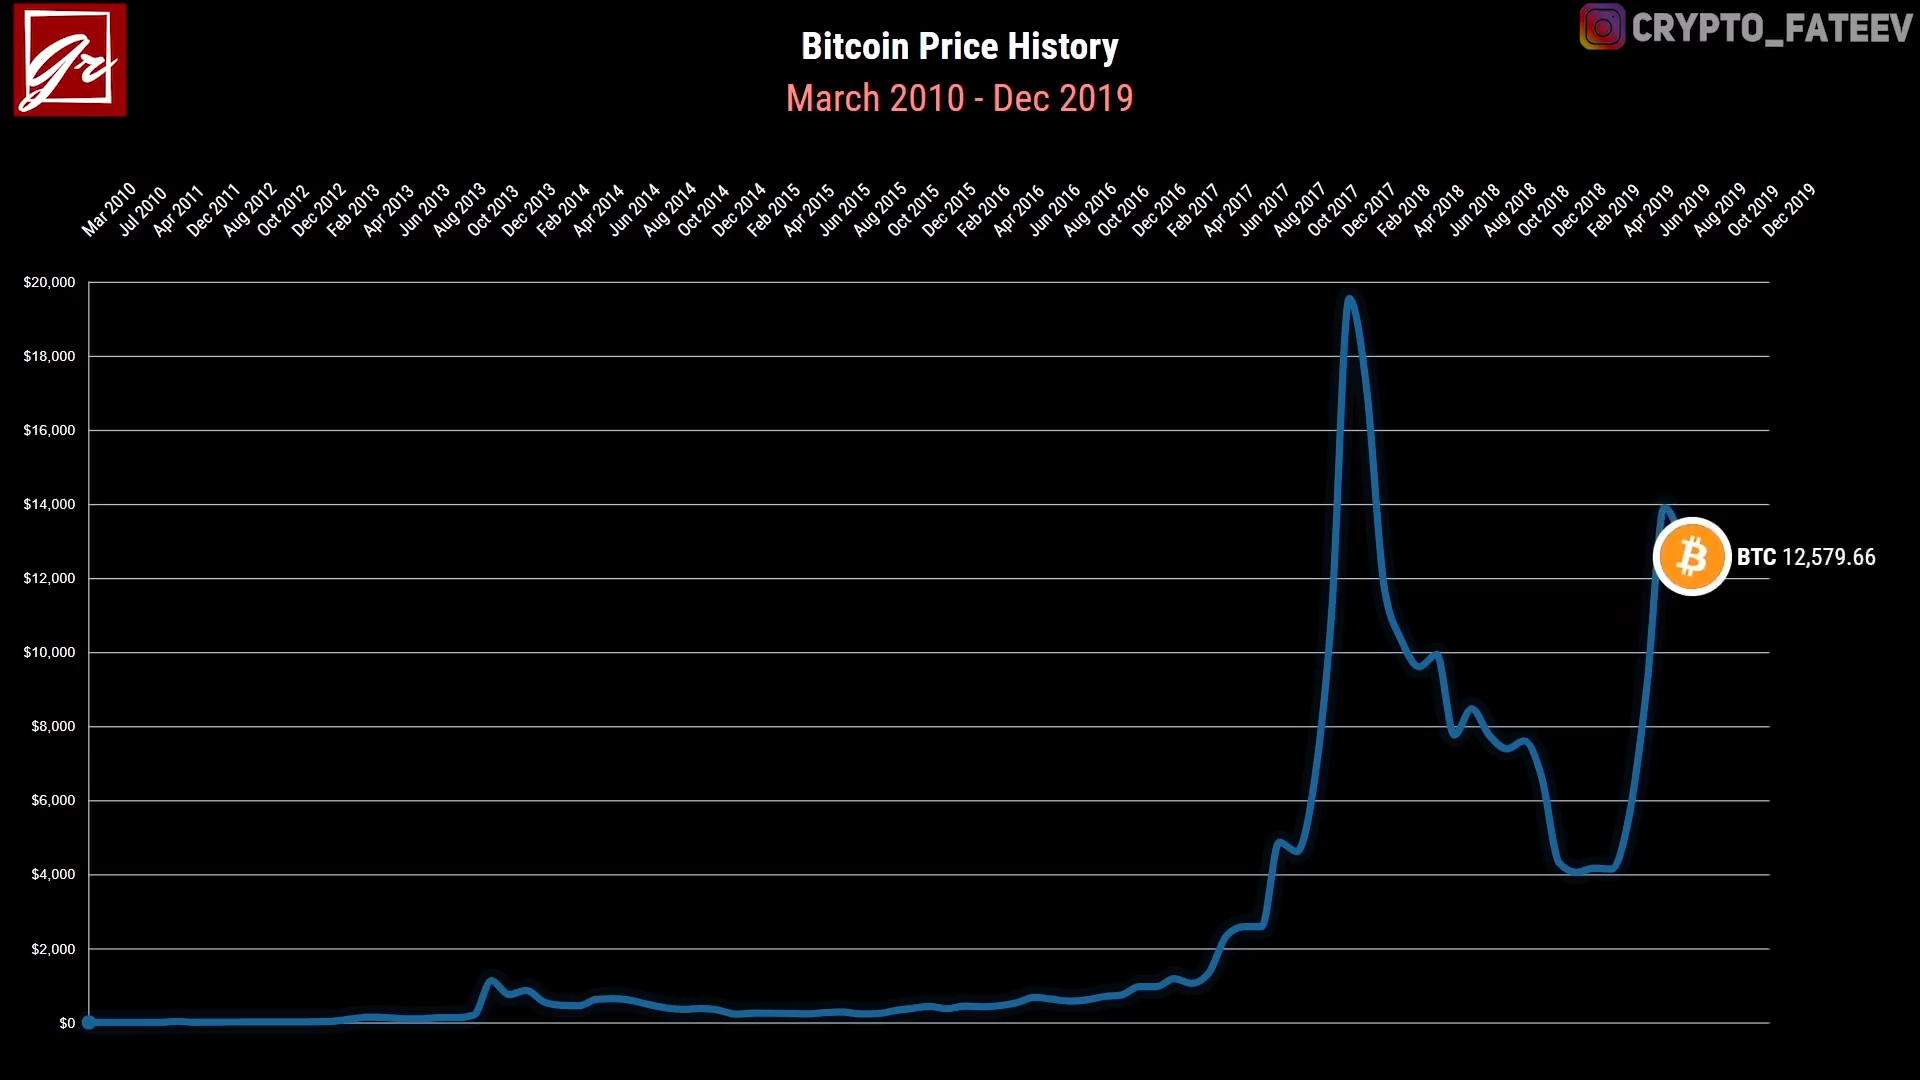 gr
CRYPTO_FATEEV
Bitcoin Price History
March 2010 - Dec 2019
Mar 2010
Jul 2010
Apr 2011
Dec 2011
Aug 2012
Oct 2012
Dec 2012
Feb 2013
Apr 2013
Jun 2013
Aug 2013
Oct 2013
Dec 2013
Feb 2014
Apr 2014
Jun 2014
Aug 2014
Oct 2014
Dec 2014
Feb 2015
Apr 2015
Jun 2015
Aug 2015
Oct 2015
Dec 2015
Feb 2016
Apr 2016
Jun 2016
Aug 2016
Oct 2016
Dec 2016
Feb 2017
Apr 2017
Jun 2017
Aug 2017
Oct 2017
Dec 2017
Feb 2018
Apr 2018
Jun 2018
Aug 2018
Oct 2018
Dec 2018
Feb 2019
Apr 2019
Jun 2019
Aug 2019
Oct 2019
Dec 2019
$20,000
$18,000
$16,000
$14,000
BTC 12,579.66
$12,000
$10,000
$8,000
$6,000
$4,000
$2,000
$0